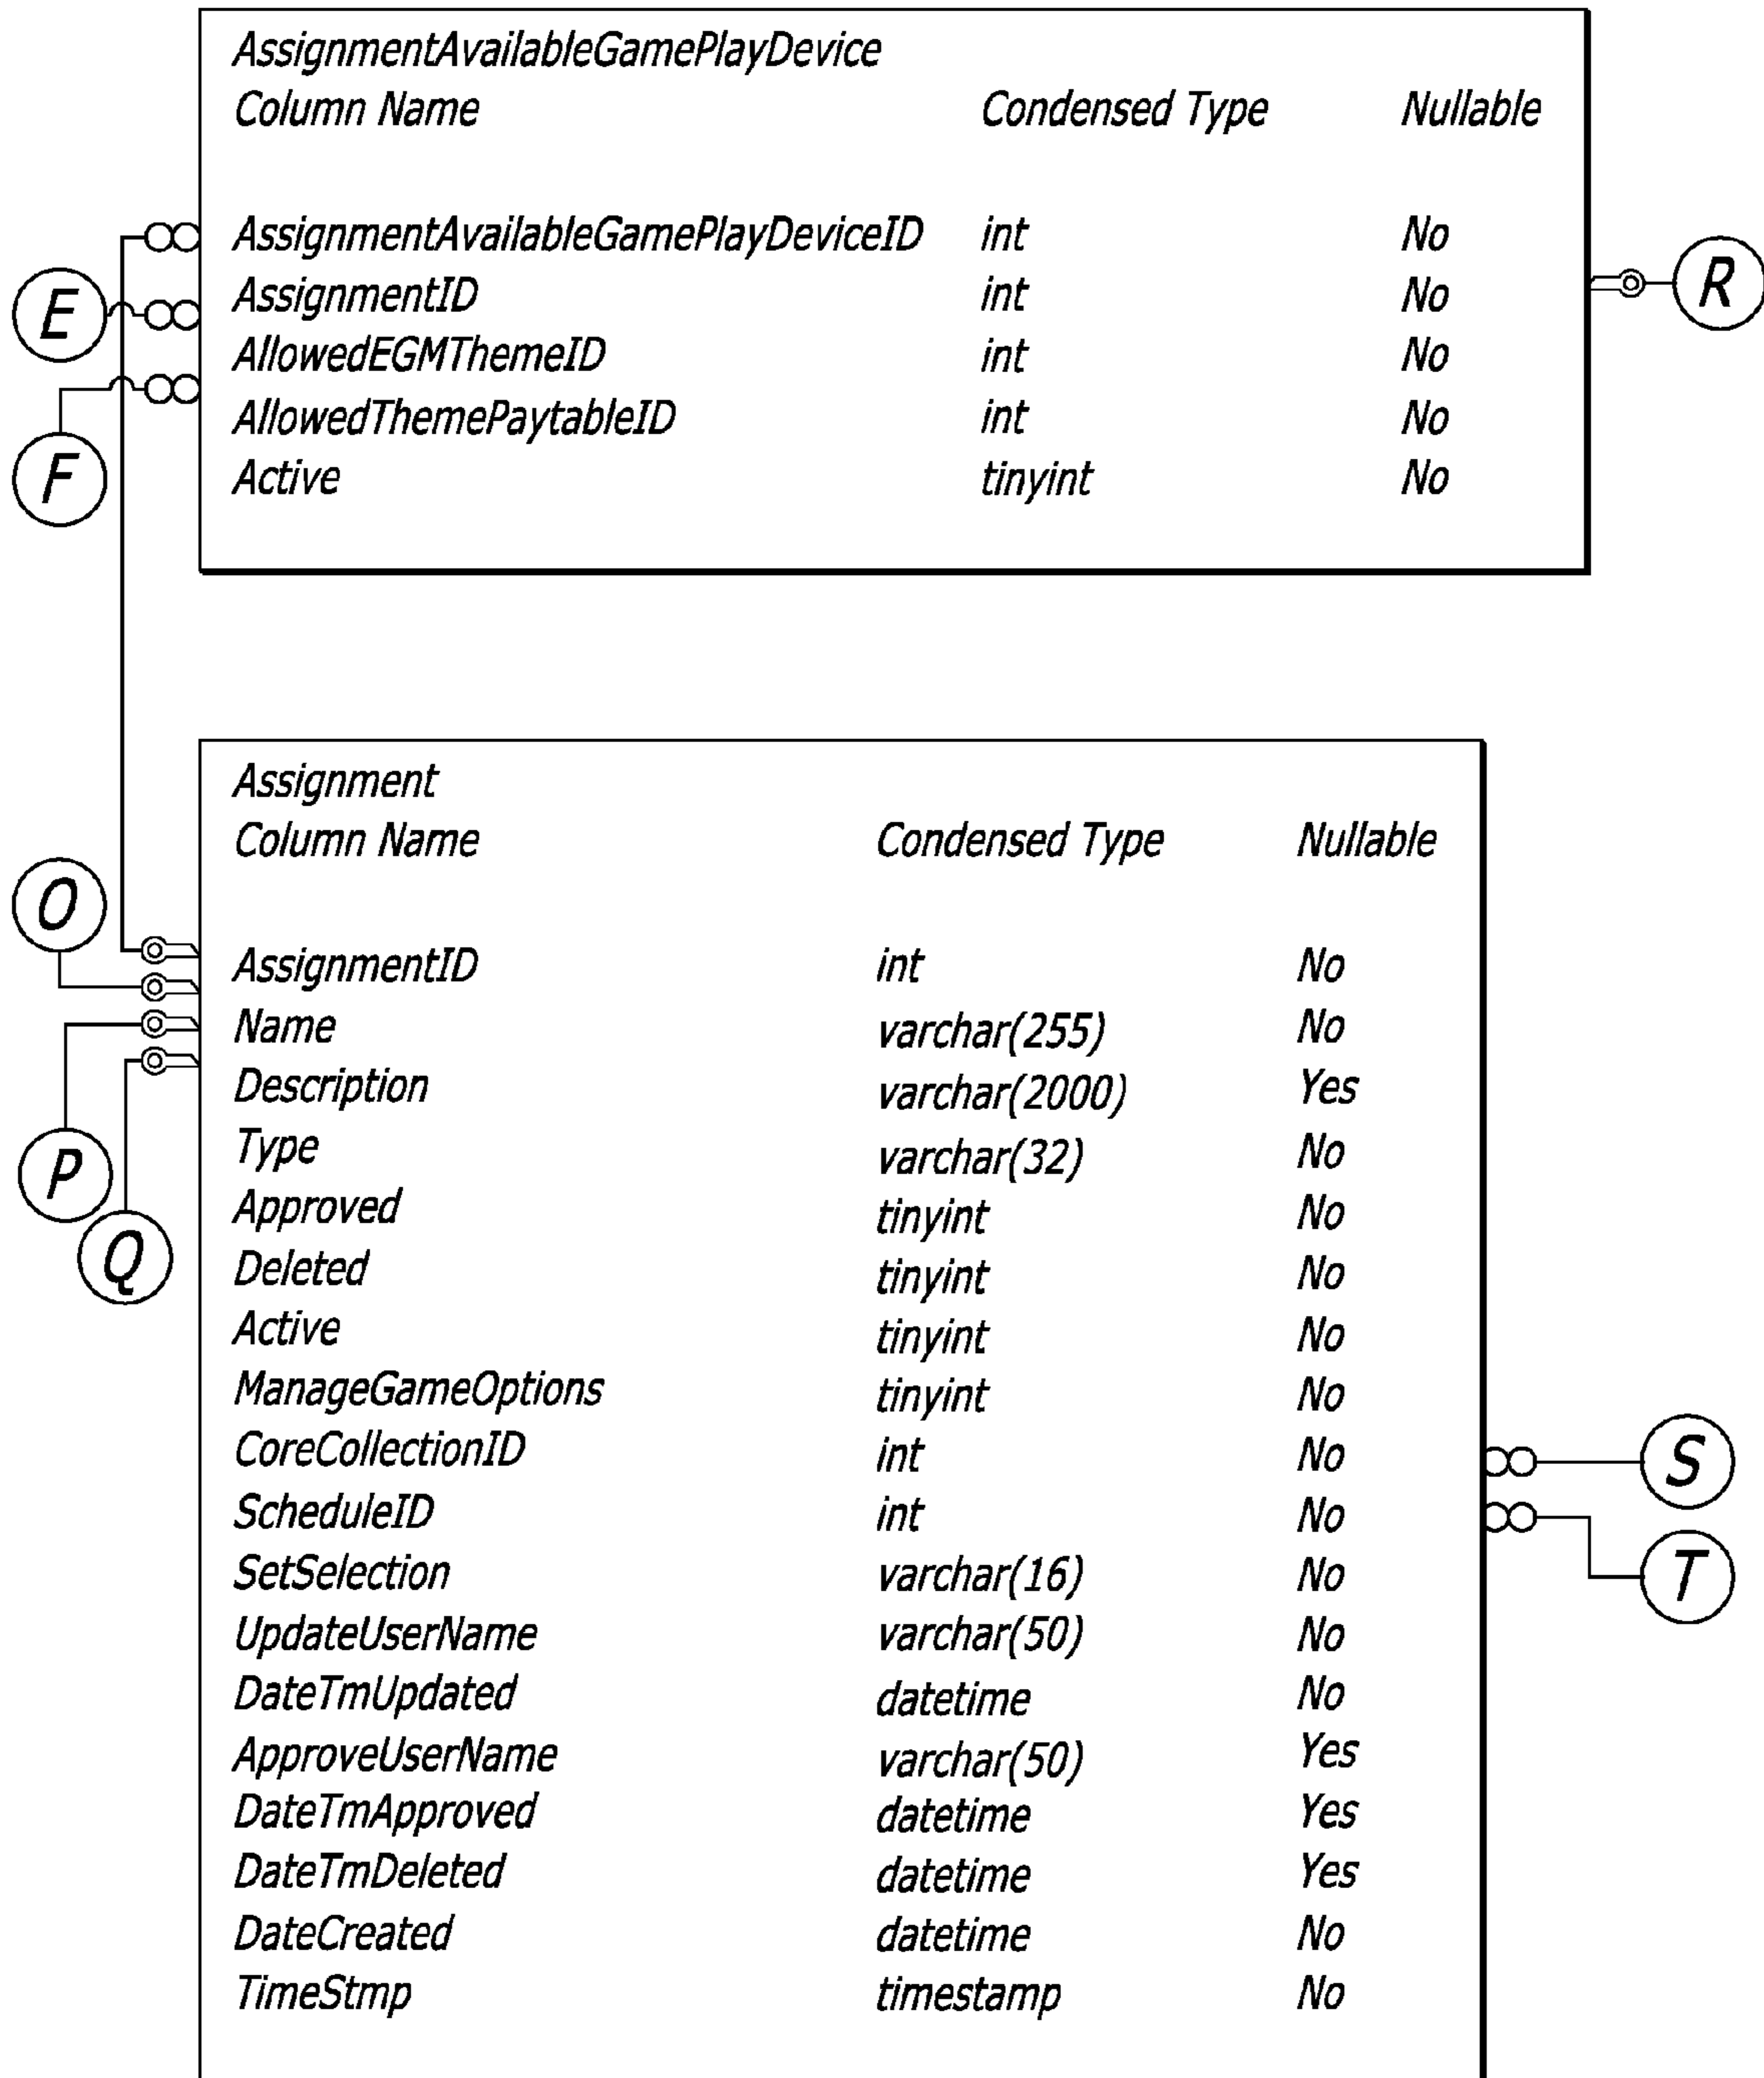 AssignmentAvailableGamePlayDevice
Column Name Condensed Type Nullable
AssignmentAvailableGamePlayDeviceID int No
AssignmentID int No
AllowedEGMThemeID int No
AllowedThemePaytableID int No
Active tinyint No
E
F
R
Assignment
Column Name Condensed Type Nullable
AssignmentID int No
Name varchar(255) No
Description varchar(2000) Yes
Type varchar(32) No
Approved tinyint No
Deleted tinyint No
Active tinyint No
ManageGameOptions tinyint No
CoreCollectionID int No
ScheduleID int No
SetSelection varchar(16) No
UpdateUserName varchar(50) No
DateTmUpdated datetime No
ApproveUserName varchar(50) Yes
DateTmApproved datetime Yes
DateTmDeleted datetime Yes
DateCreated datetime No
TimeStmp timestamp No
O
P
Q
S
T